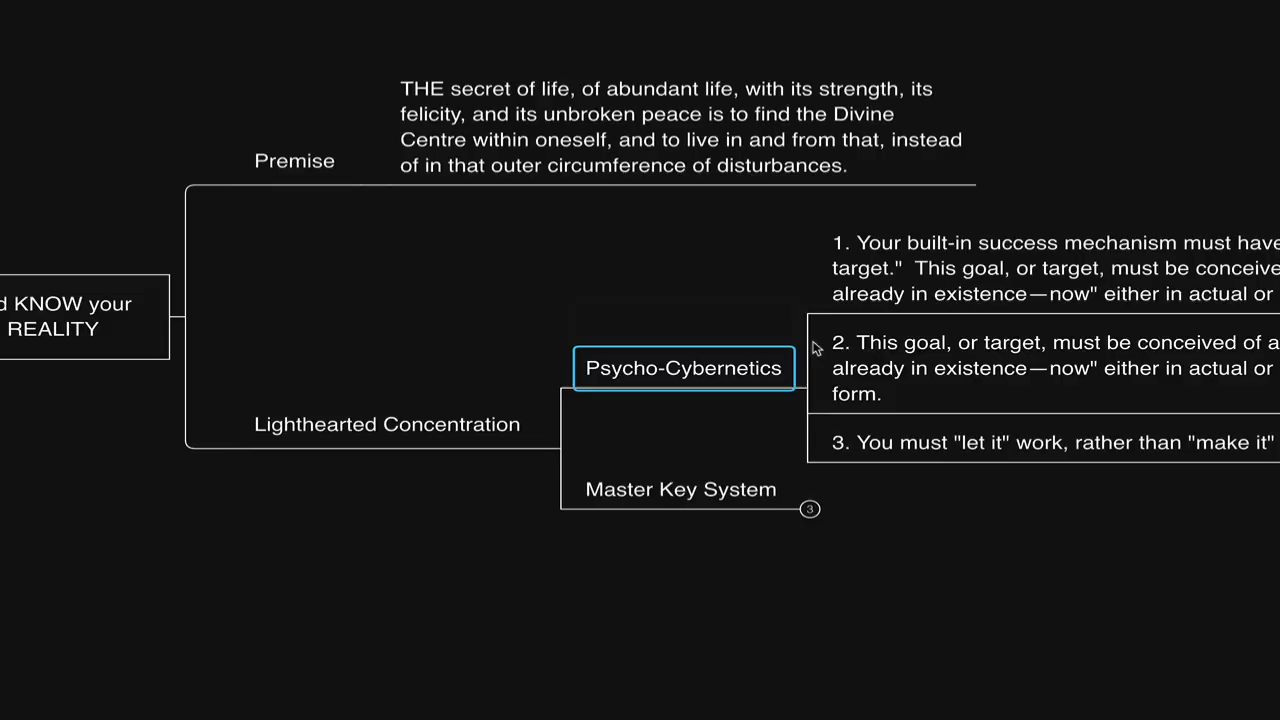 THE secret of life, of abundant life, with its strength, its
felicity, and its unbroken peace is to find the Divine
Centre within oneself, and to live in and from that, instead
of in that outer circumference of disturbances.
Premise
1. Your built-in success mechanism must have
target."  This goal, or target, must be conceive
already in existence—now" either in actual or
KNOW your
REALITY
2. This goal, or target, must be conceived of a
already in existence—now" either in actual or
form.
Psycho-Cybernetics
Lighthearted Concentration
3. You must "let it" work, rather than "make it"
Master Key System
3